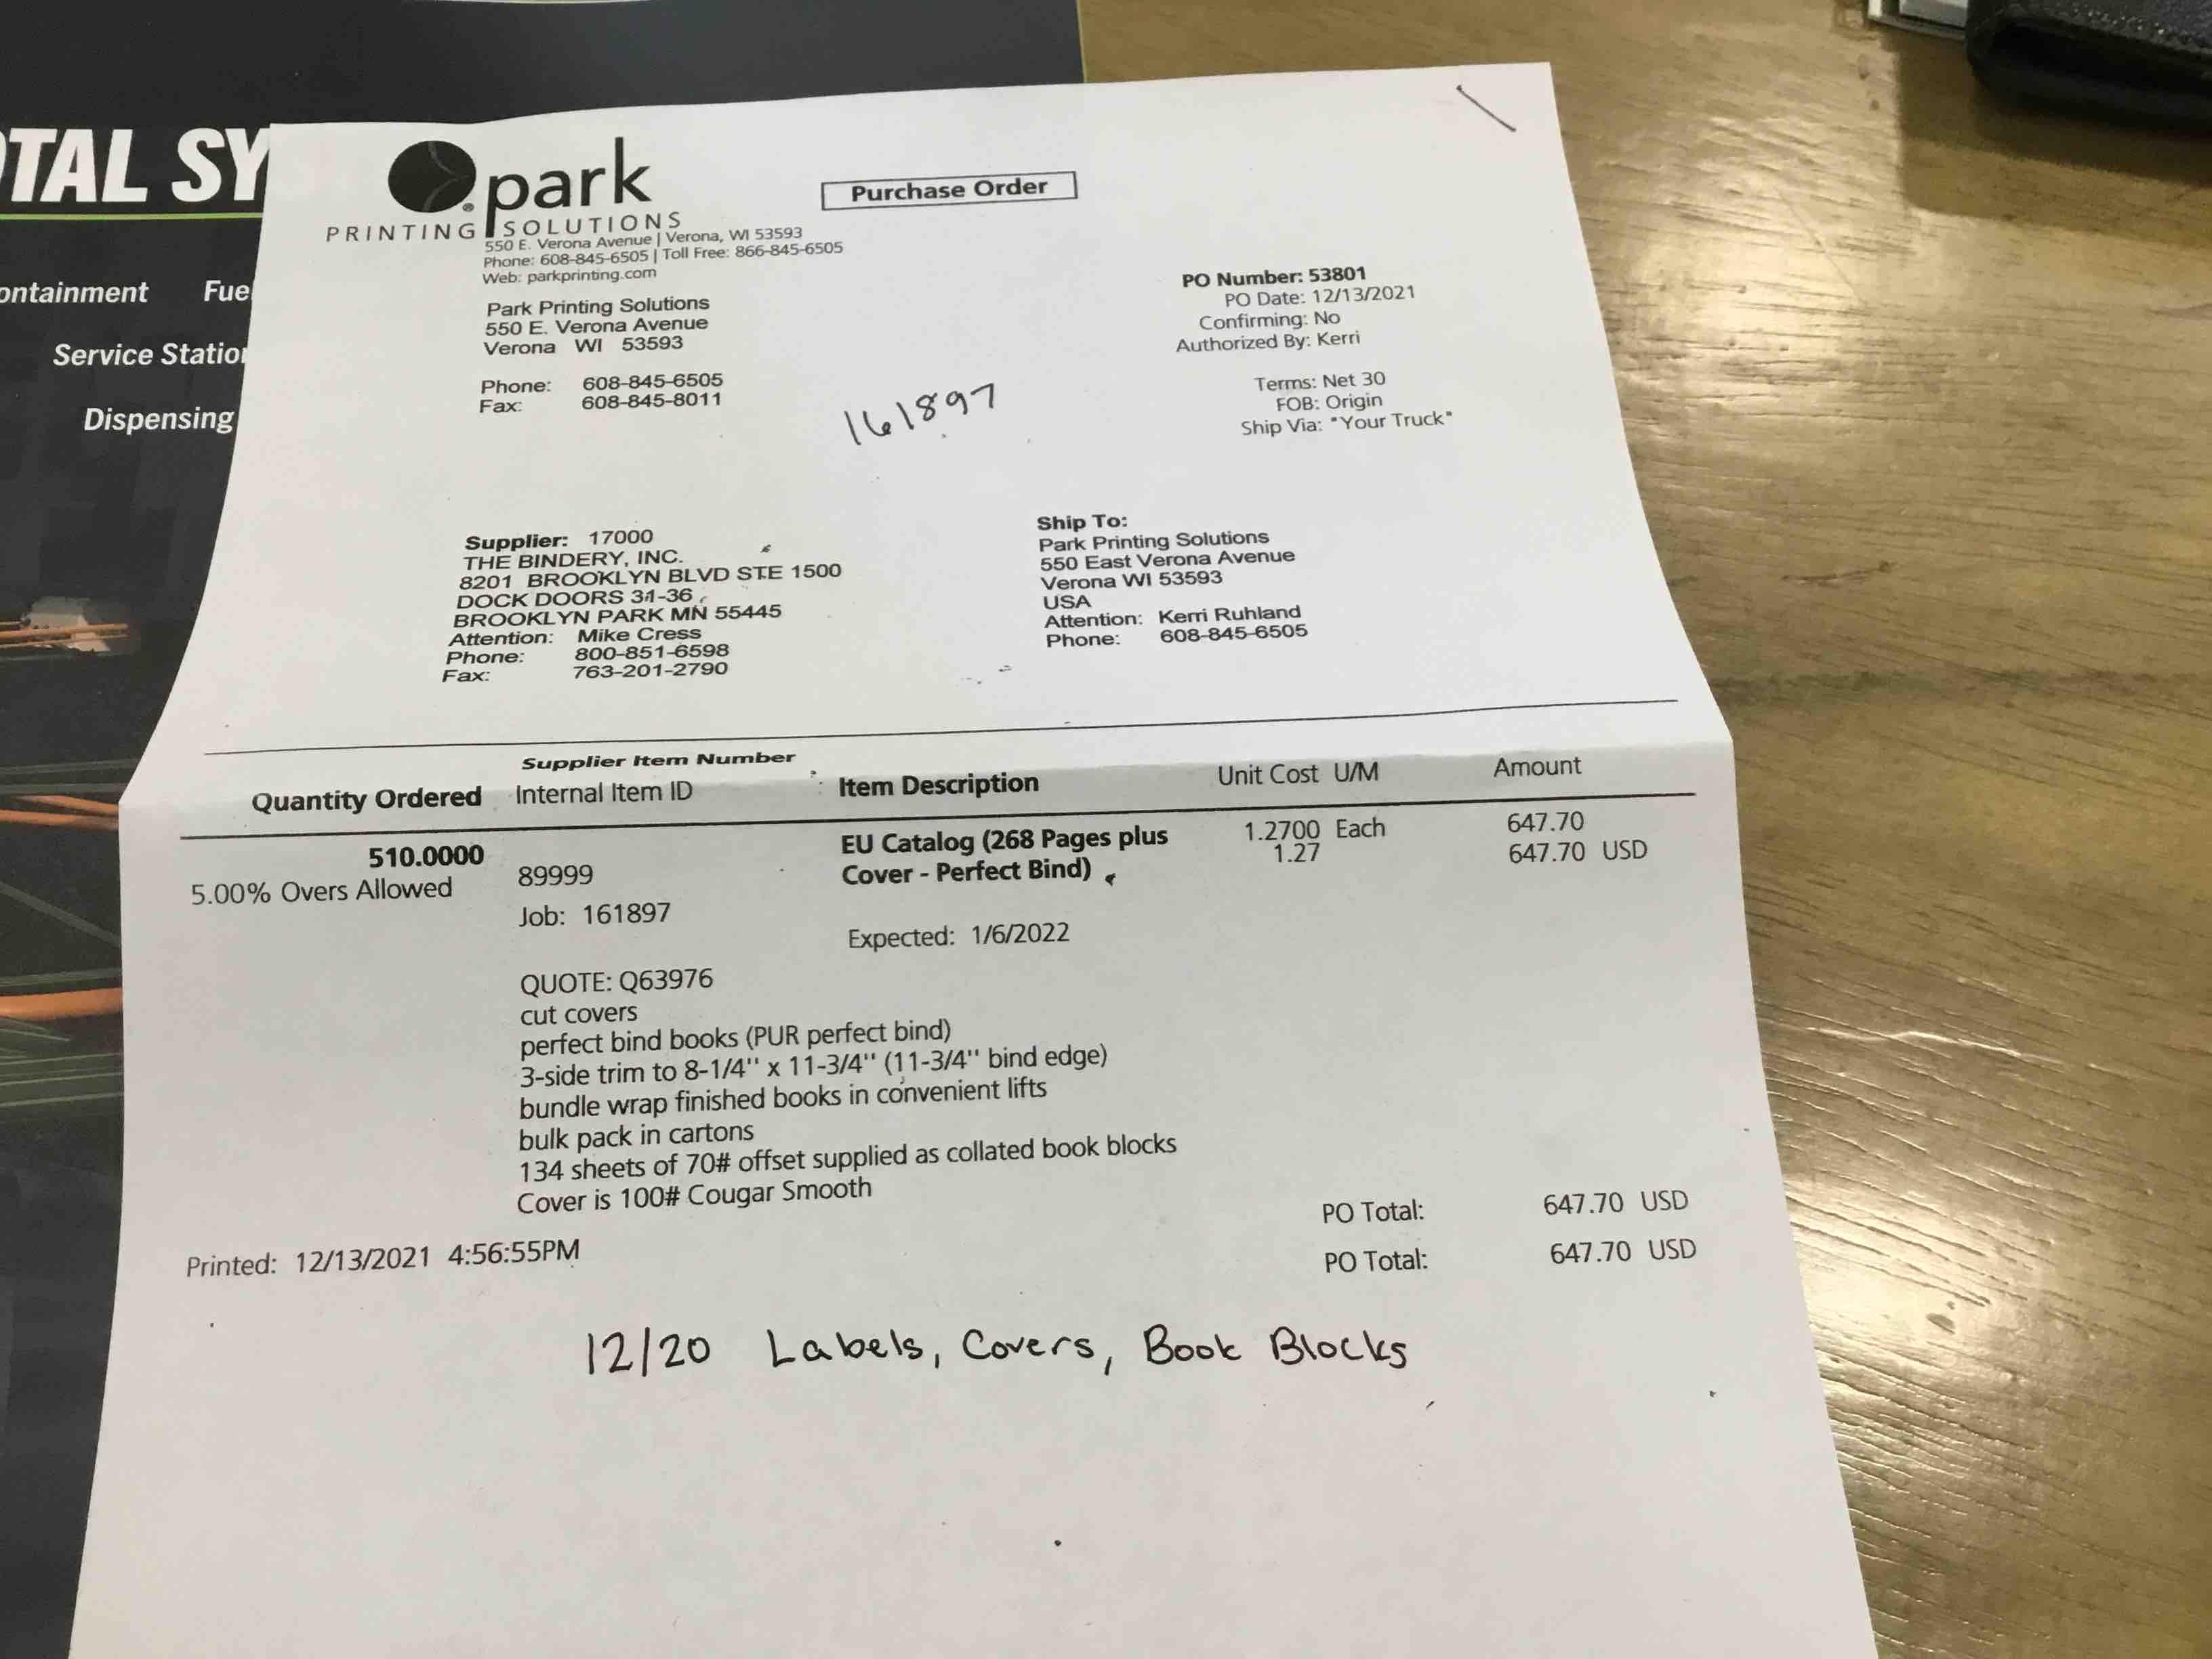 TAL SY
ontainment Fue
Service Statio
Dispensing
park
PRINTING SOLUTIONS
550 E. Verona Avenue | Verona, WI 53593
Phone: 608-845-6505 | Toll Free: 866-845-6505
Web: parkprinting.com
Purchase Order
Park Printing Solutions
550 E. Verona Avenue
Verona WI 53593
Phone: 608-845-6505
Fax: 608-845-8011
161897
PO Number: 53801
PO Date: 12/13/2021
Confirming: No
Authorized By: Kerri
Terms: Net 30
FOB: Origin
Ship Via: "Your Truck"
Supplier: 17000
THE BINDERY, INC.
8201 BROOKLYN BLVD STE 1500
DOCK DOORS 31-36
BROOKLYN PARK MN 55445
Attention: Mike Cress
Phone: 800-851-6598
Fax: 763-201-2790
Ship To:
Park Printing Solutions
550 East Verona Avenue
Verona WI 53593
USA
Attention: Kerri Ruhland
Phone: 608-845-6505
Supplier Item Number
Quantity Ordered Internal Item ID Item Description Unit Cost U/M Amount
510.0000 EU Catalog (268 Pages plus 1.2700 Each 647.70
5.00% Overs Allowed 89999 Cover - Perfect Bind) 1.27 647.70 USD
Job: 161897
Expected: 1/6/2022
QUOTE: Q63976
cut covers
perfect bind books (PUR perfect bind)
3-side trim to 8-1/4" x 11-3/4" (11-3/4" bind edge)
bundle wrap finished books in convenient lifts
bulk pack in cartons
134 sheets of 70# offset supplied as collated book blocks
Cover is 100# Cougar Smooth
PO Total: 647.70 USD
Printed: 12/13/2021 4:56:55PM PO Total: 647.70 USD
12/20 Labels, Covers, Book Blocks